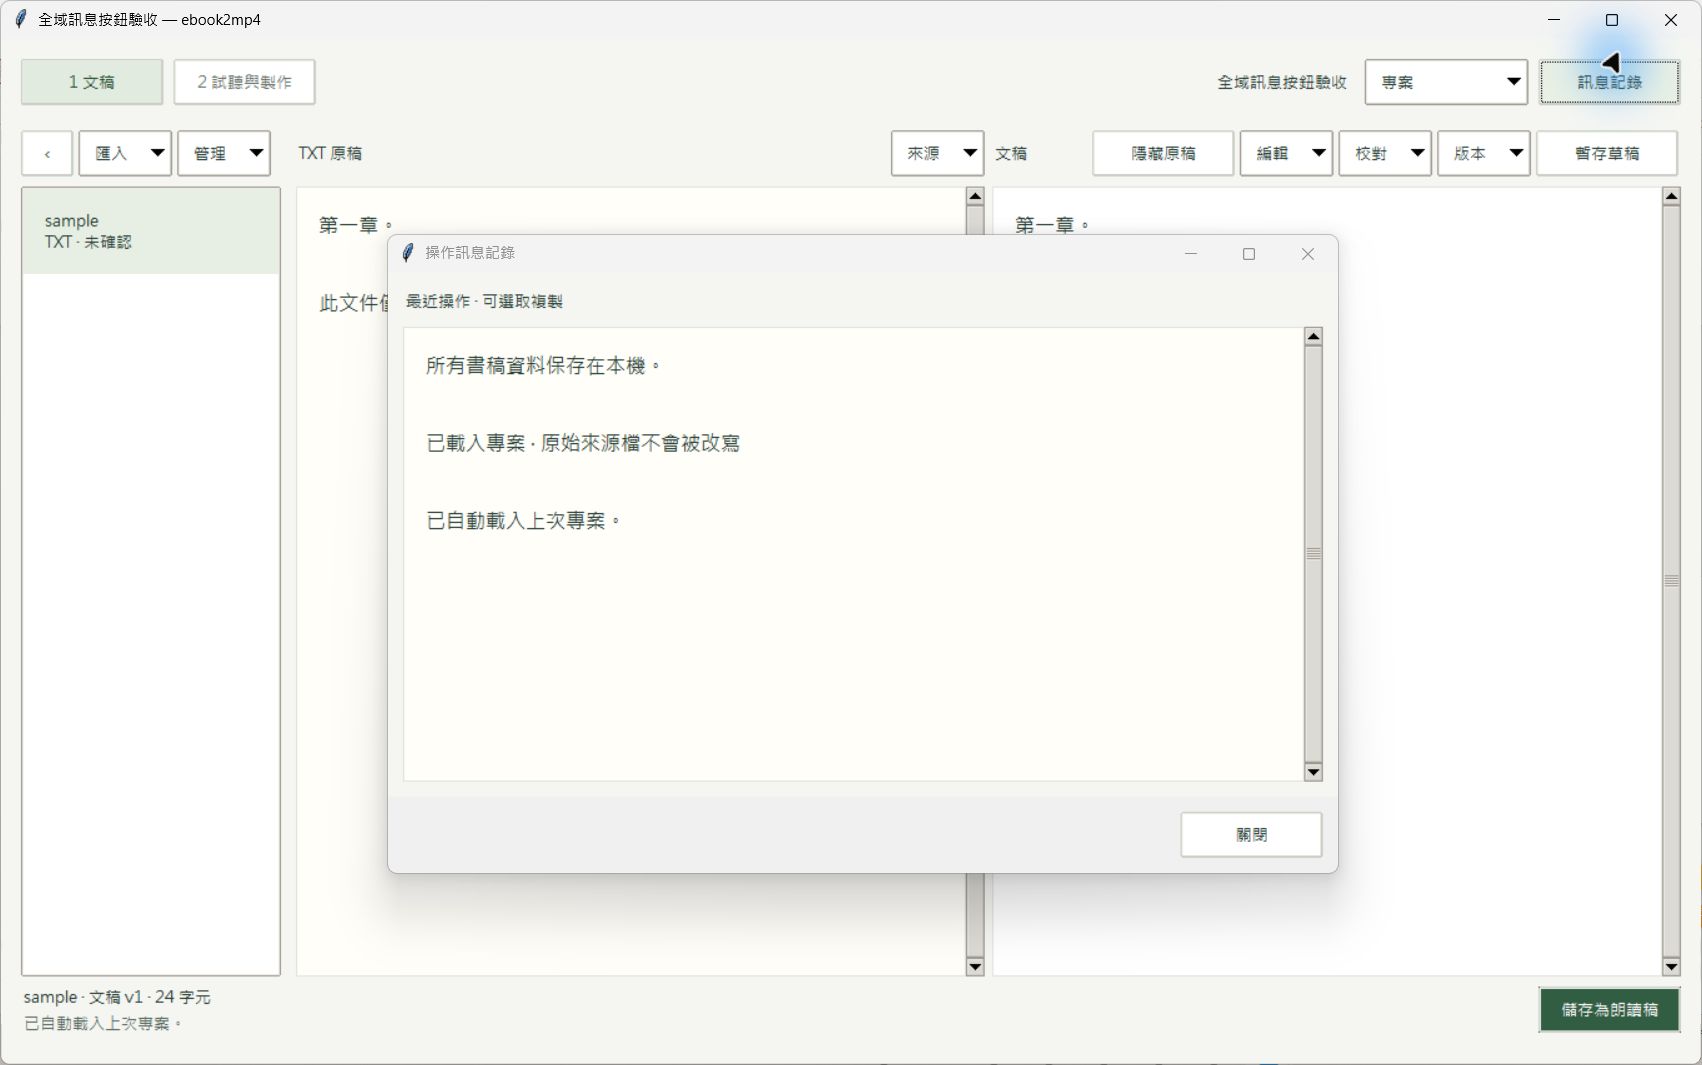 全域訊息按鈕驗收 — ebook2mp4
1 文稿
2 試聽與製作
全域訊息按鈕驗收
專案
訊息記錄
‹
匯入
管理
TXT 原稿
來源
文稿
隱藏原稿
編輯
校對
版本
暫存草稿
sample
TXT · 未確認
第一章。
此文件僅
第一章。
操作訊息記錄
最近操作 · 可選取複製
所有書稿資料保存在本機。
已載入專案 · 原始來源檔不會被改寫
已自動載入上次專案。
關閉
sample · 文稿 v1 · 24 字元
已自動載入上次專案。
儲存為朗讀稿